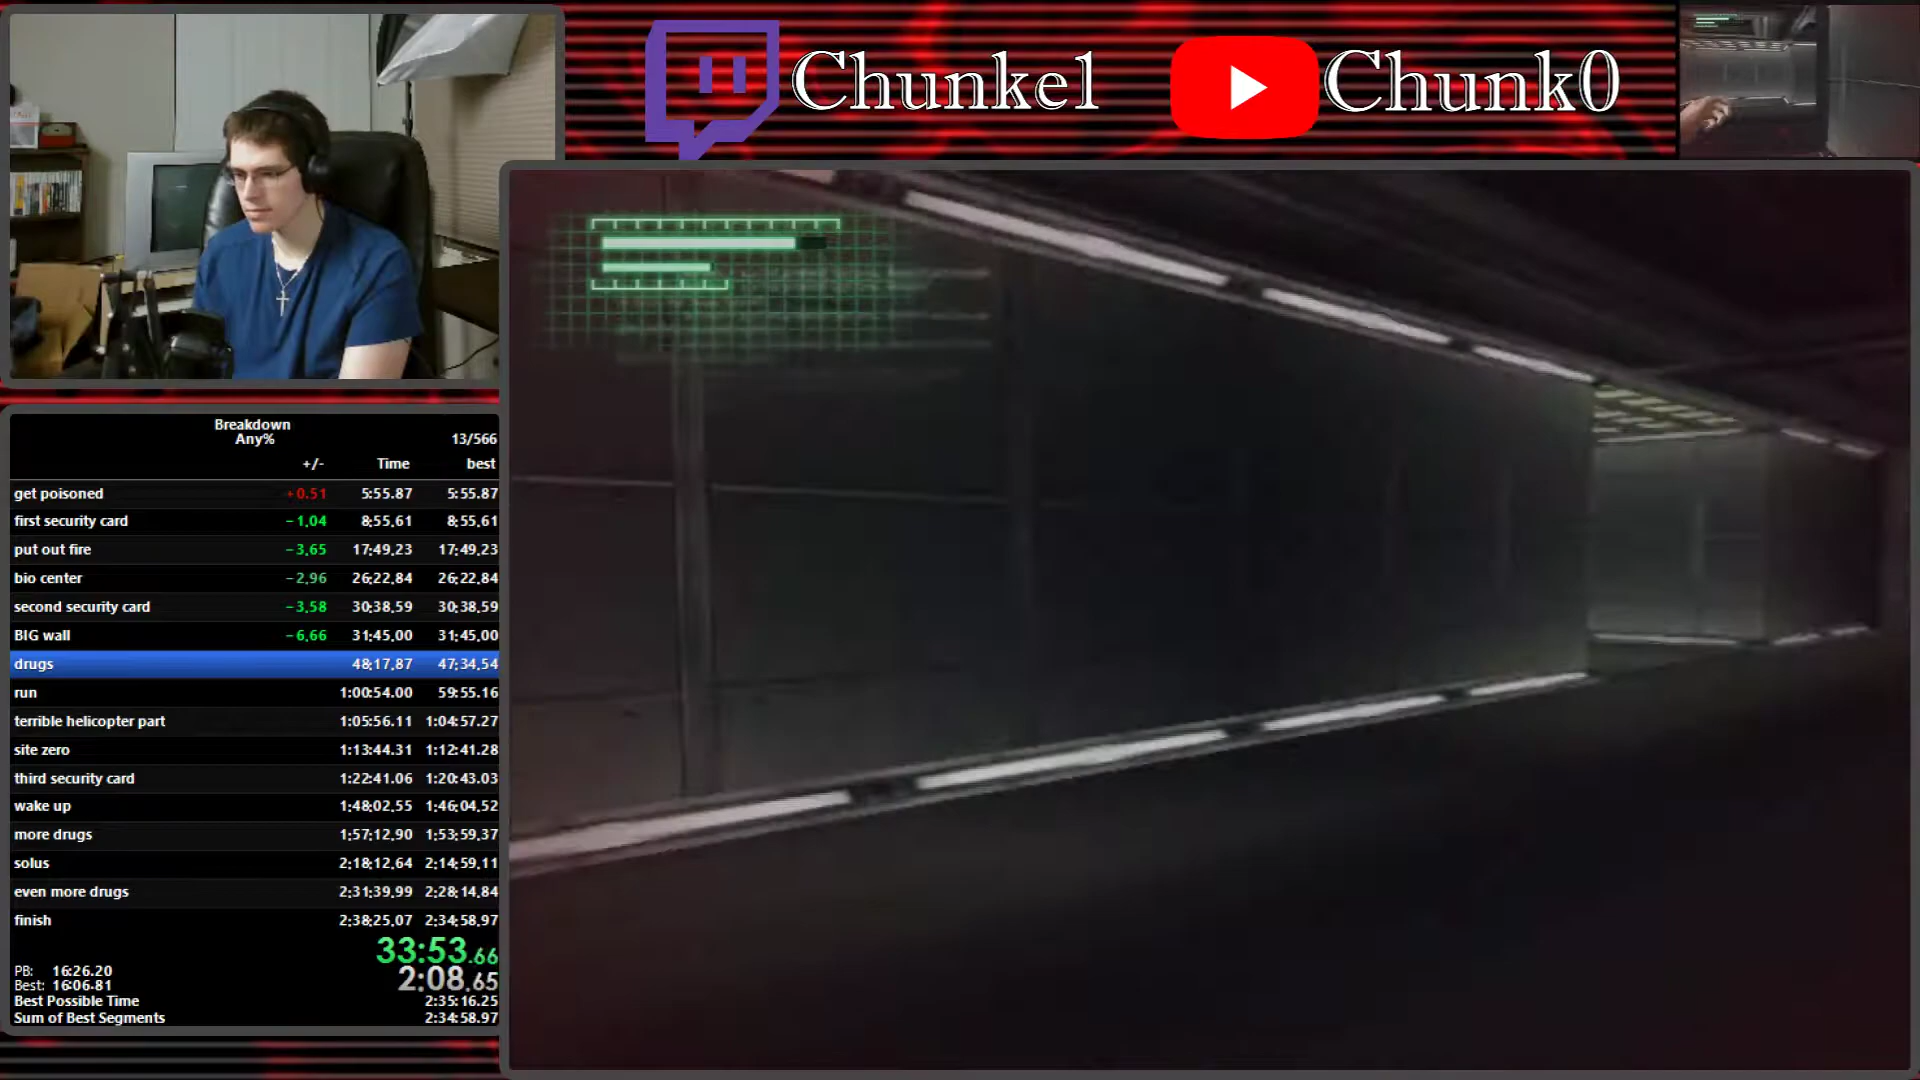 Chunke1
Chunk0
Breakdown
Any% 13/566
+/- Time best
get poisoned +0.51 5:55.87 5:55.87
first security card −1.04 8:55.61 8:55.61
put out fire −3.65 17:49.23 17:49.23
bio center −2.96 26:22.84 26:22.84
second security card −3.58 30:38.59 30:38.59
BIG wall −6.66 31:45.00 31:45.00
drugs 48:17.87 47:34.54
run 1:00:54.00 59:55.16
terrible helicopter part 1:05:56.11 1:04:57.27
site zero 1:13:44.31 1:12:41.28
third security card 1:22:41.06 1:20:43.03
wake up 1:48:02.55 1:46:04.52
more drugs 1:57:12.90 1:53:59.37
solus 2:18:12.64 2:14:59.11
even more drugs 2:31:39.99 2:28:14.84
finish 2:38:25.07 2:34:58.97
33:53.66
PB: 16:26.20 2:08.65
Best: 16:06.81
Best Possible Time 2:35:16.25
Sum of Best Segments 2:34:58.97